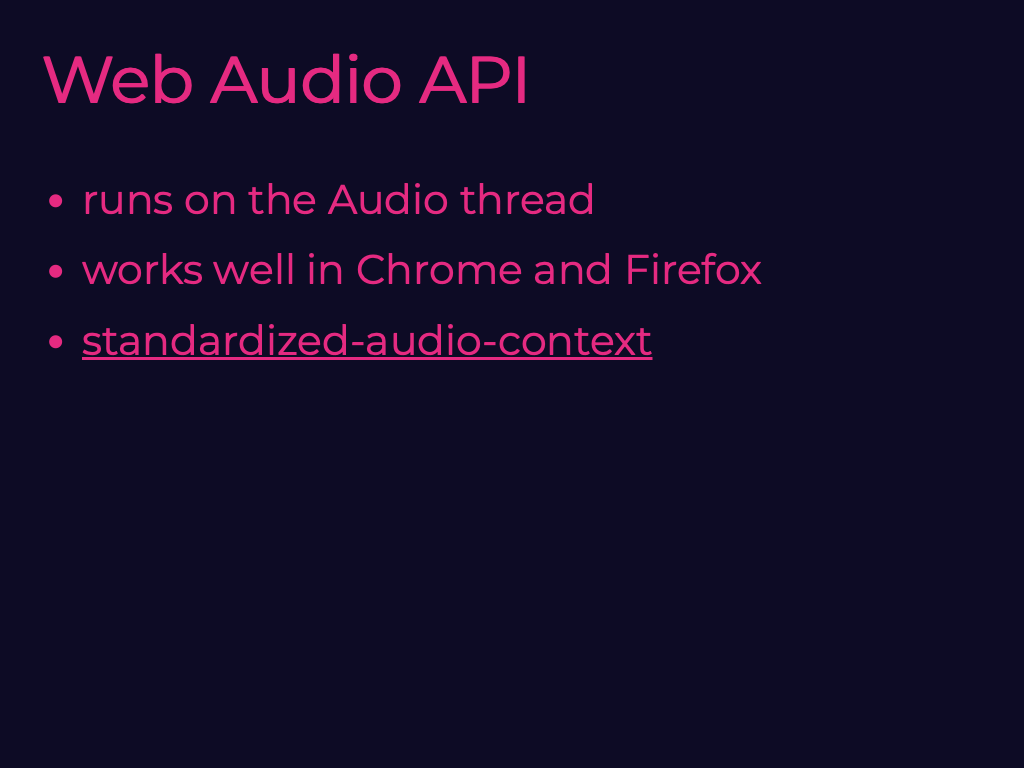 Web Audio API
• runs on the Audio thread
• works well in Chrome and Firefox
• standardized-audio-context